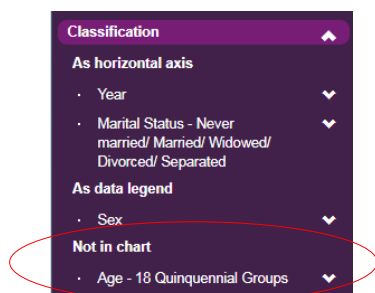 Classification
As horizontal axis
· Year
· Marital Status - Never
married/ Married/ Widowed/
Divorced/ Separated
As data legend
· Sex
Not in chart
· Age - 18 Quinquennial Groups